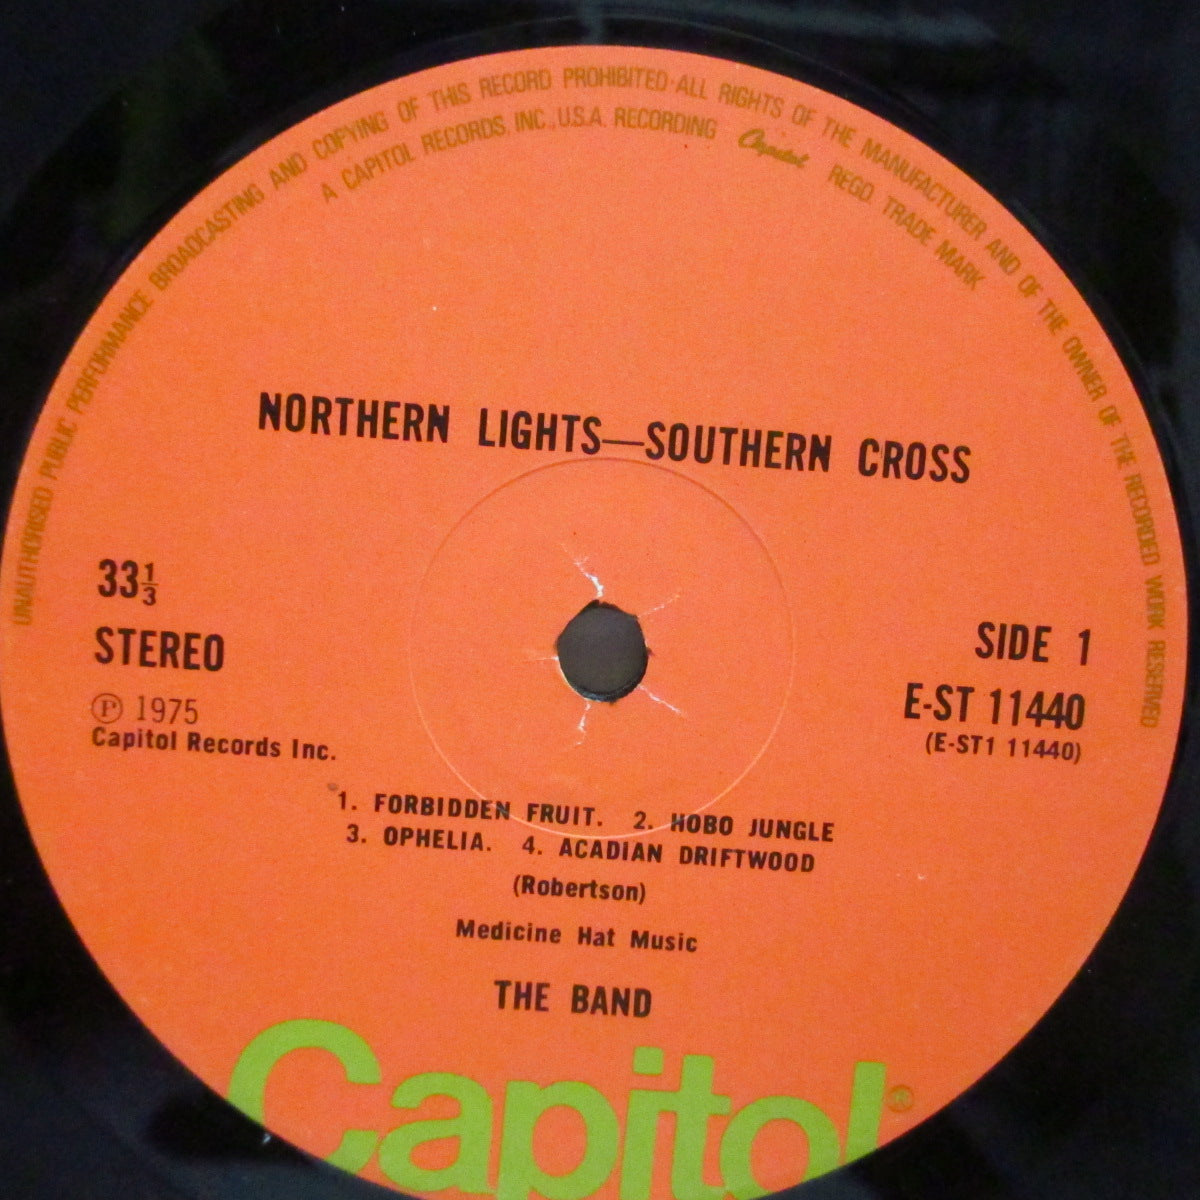 UNAUTHORISED PUBLIC PERFORMANCE BROADCASTING AND COPYING OF THIS RECORD PROHIBITED·ALL RIGHTS OF THE MANUFACTURER AND OF THE OWNER OF THE RECORDED WORK RESERVED
A CAPITOL RECORDS, INC., U.S.A. RECORDING Capitol REGD. TRADE MARK
NORTHERN LIGHTS—SOUTHERN CROSS
33⅓
STEREO
Ⓟ 1975
Capitol Records Inc.
SIDE 1
E-ST 11440
(E-ST1 11440)
1. FORBIDDEN FRUIT. 2. HOBO JUNGLE
3. OPHELIA. 4. ACADIAN DRIFTWOOD
(Robertson)
Medicine Hat Music
THE BAND
Capitol®